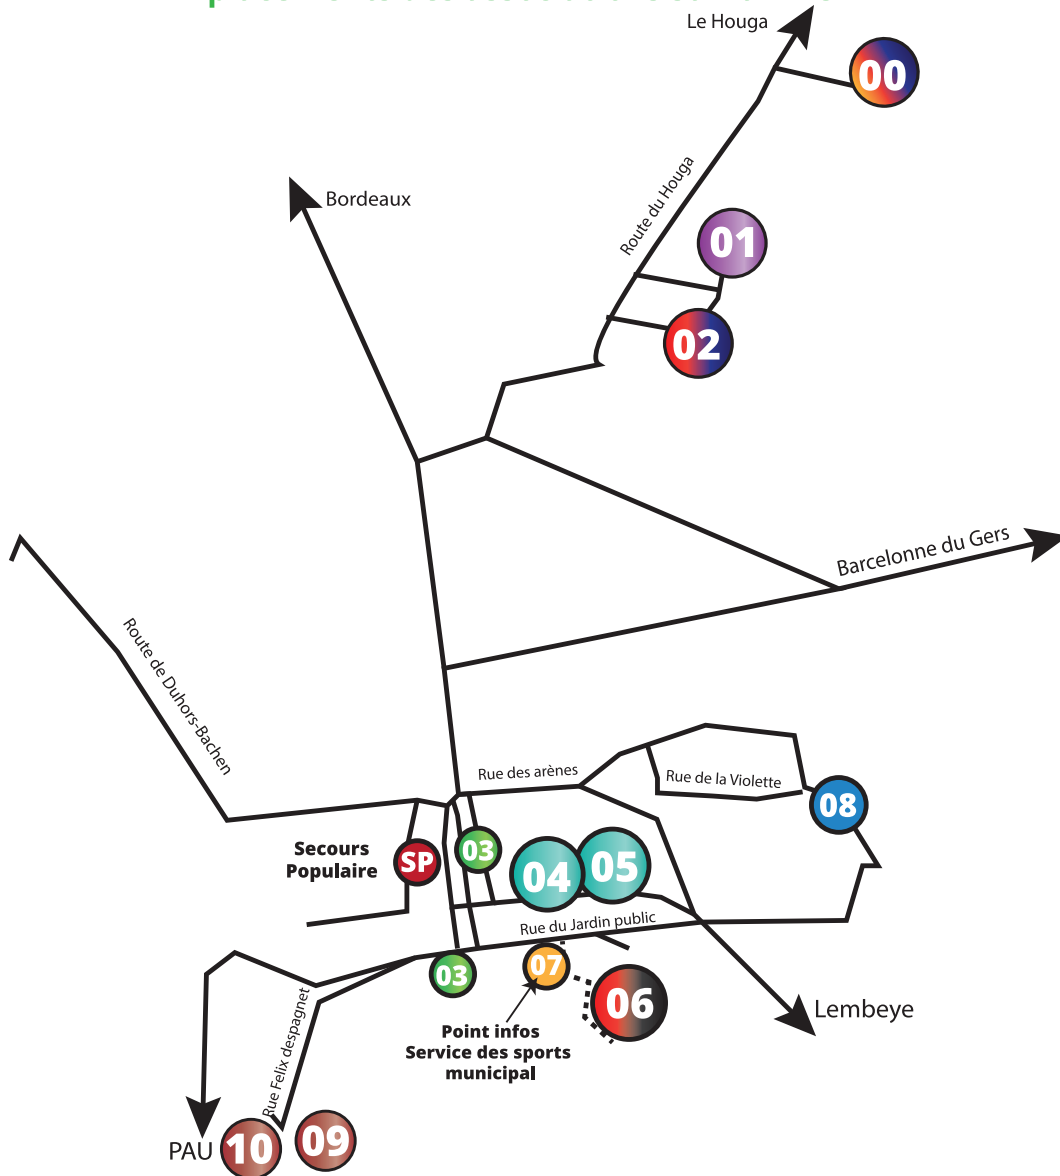 Le Houga
00
Bordeaux
Route du Houga
01
02
Barcelonne du Gers
Route de Duhors-Bachen
Rue des arènes
Rue de la Violette
08
Secours
Populaire
SP
03
04
05
Rue du Jardin public
03
07
06
Point infos
Service des sports
municipal
Lembeye
Rue Felix despagnet
PAU
10
09